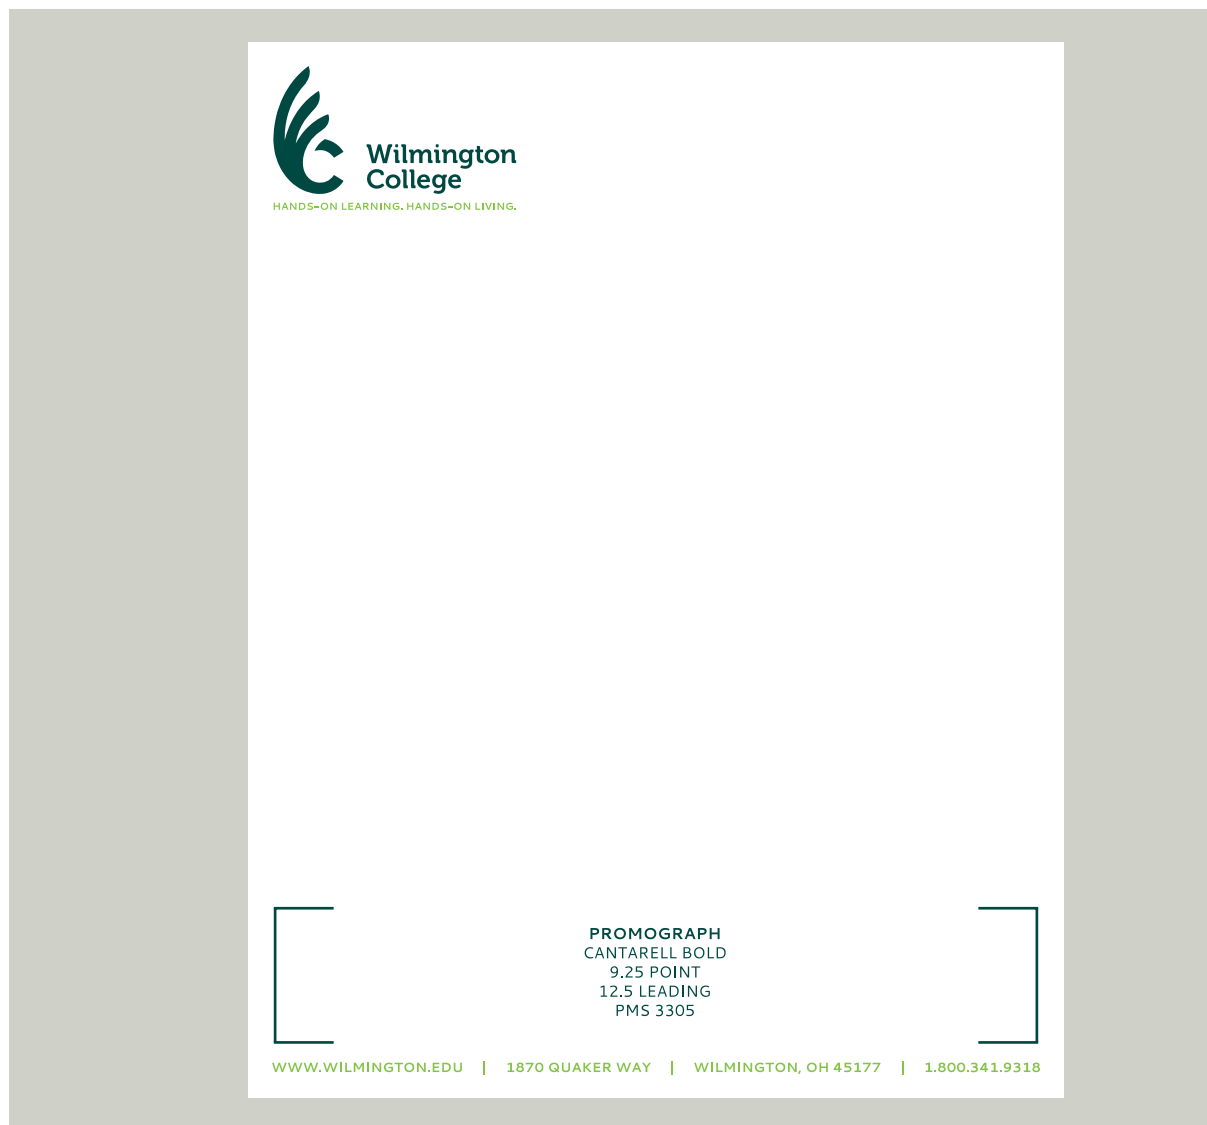 Wilmington
College
HANDS-ON LEARNING. HANDS-ON LIVING.
PROMOGRAPH
CANTARELL BOLD
9.25 POINT
12.5 LEADING
PMS 3305
WWW.WILMINGTON.EDU | 1870 QUAKER WAY | WILMINGTON, OH 45177 | 1.800.341.9318